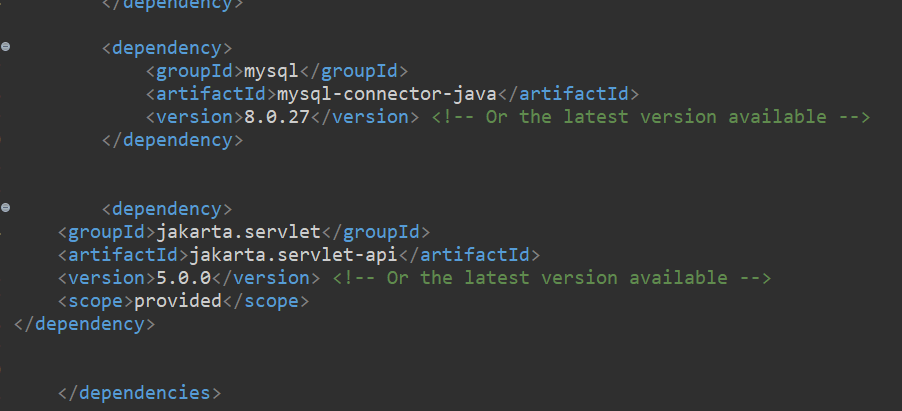 </dependency>
<dependency>
<groupId>mysql</groupId>
<artifactId>mysql-connector-java</artifactId>
<version>8.0.27</version> <!-- Or the latest version available -->
</dependency>
<dependency>
<groupId>jakarta.servlet</groupId>
<artifactId>jakarta.servlet-api</artifactId>
<version>5.0.0</version> <!-- Or the latest version available -->
<scope>provided</scope>
</dependency>
</dependencies>